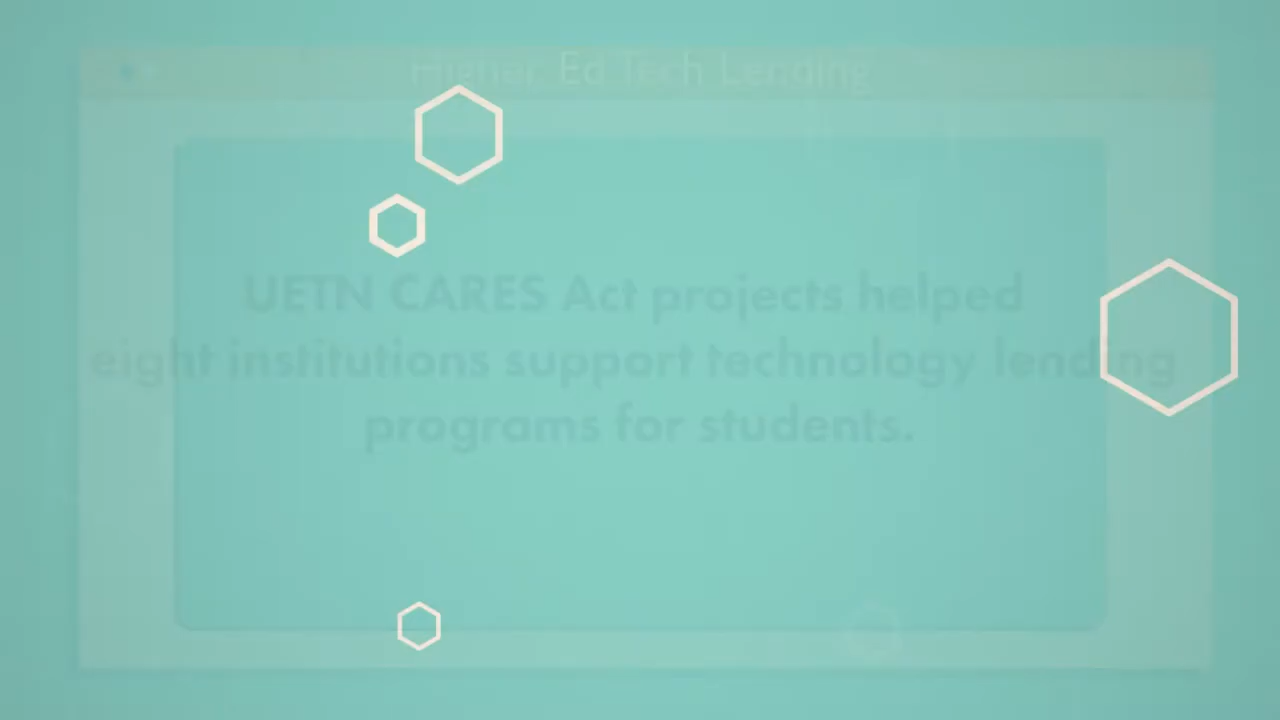 Higher Ed Tech Lending
UETN CARES Act projects helped
eight institutions support technology lending
programs for students.